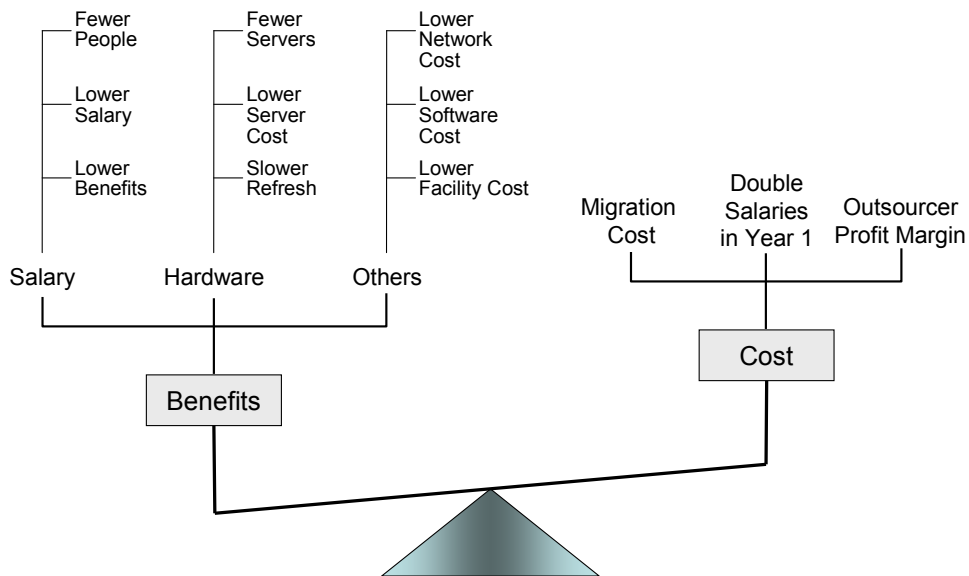 Fewer
People
Lower
Salary
Lower
Benefits
Salary
Fewer
Servers
Lower
Server
Cost
Slower
Refresh
Hardware
Lower
Network
Cost
Lower
Software
Cost
Lower
Facility Cost
Others
Benefits
Migration
Cost
Double
Salaries
in Year 1
Outsourcer
Profit Margin
Cost